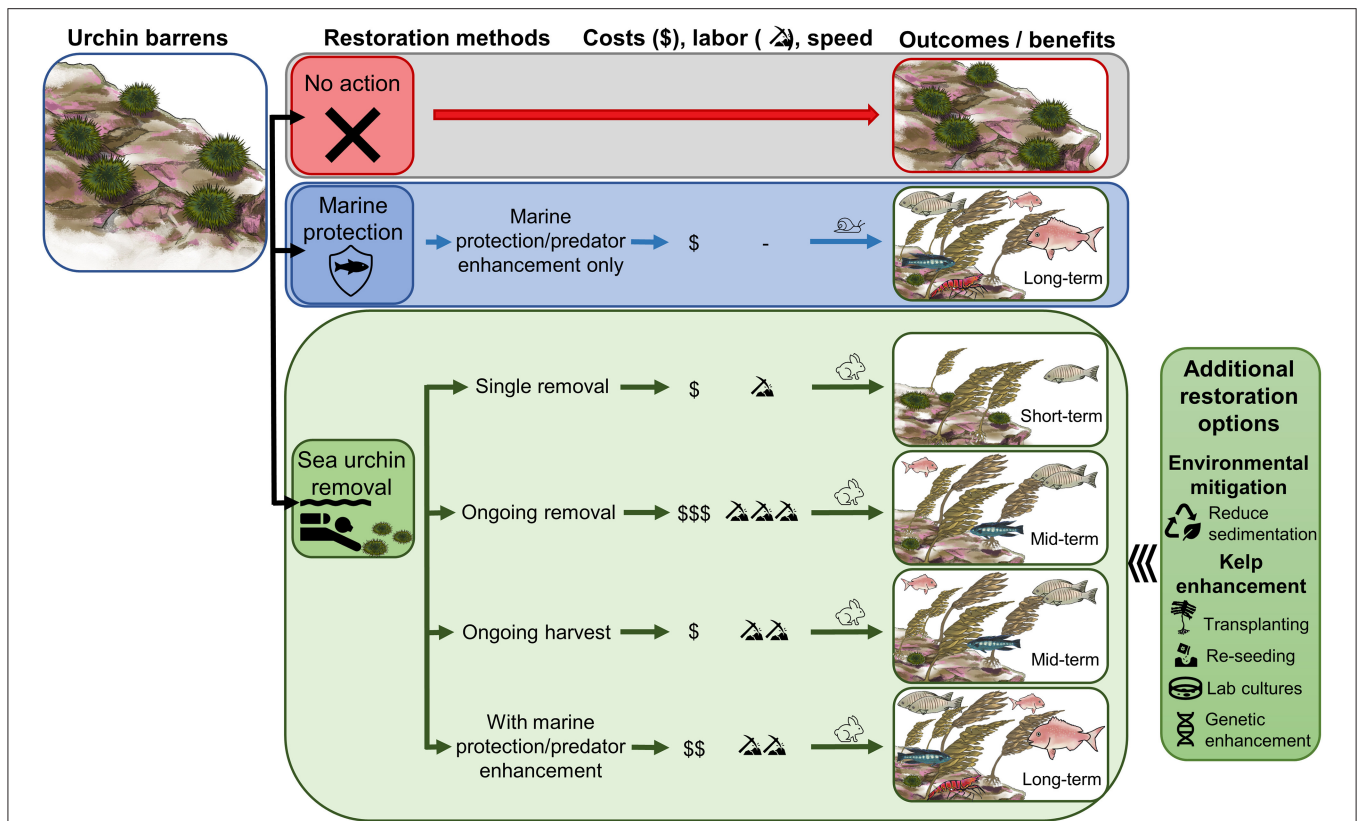 Urchin barrens
Restoration methods
Costs ($), labor ( ), speed
Outcomes / benefits
No action
Marine
protection
Marine
protection/predator
enhancement only
$
-
Long-term
Sea urchin
removal
Single removal
$
Short-term
Ongoing removal
$$$
Mid-term
Ongoing harvest
$
Mid-term
With marine
protection/predator
enhancement
$$
Long-term
Additional
restoration
options
Environmental
mitigation
Reduce
sedimentation
Kelp
enhancement
Transplanting
Re-seeding
Lab cultures
Genetic
enhancement